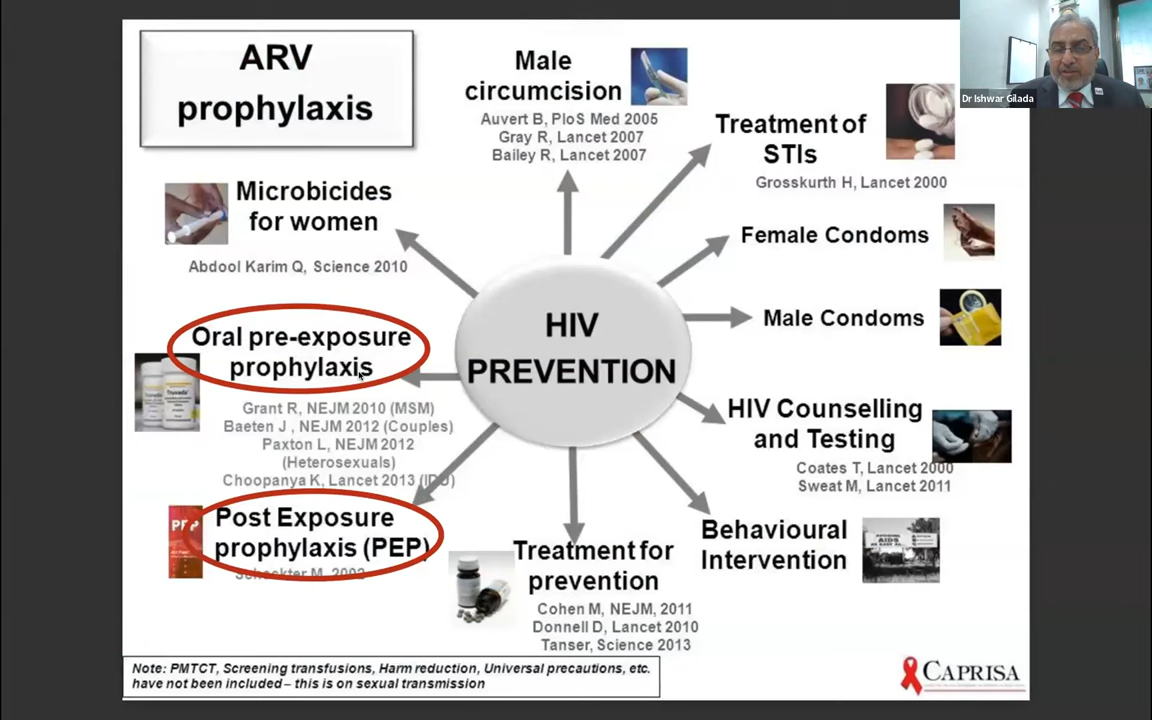 ARV
prophylaxis
Male
circumcision
Auvert B, PloS Med 2005
Gray R, Lancet 2007
Bailey R, Lancet 2007
Dr Ishwar Gilada
Treatment of
STIs
Grosskurth H, Lancet 2000
Microbicides
for women
Abdool Karim Q, Science 2010
Female Condoms
Male Condoms
HIV
PREVENTION
Oral pre-exposure
prophylaxis
Truvada
Grant R, NEJM 2010 (MSM)
Baeten J , NEJM 2012 (Couples)
Paxton L, NEJM 2012
(Heterosexuals)
Choopanya K, Lancet 2013 (IDU)
HIV Counselling
and Testing
Coates T, Lancet 2000
Sweat M, Lancet 2011
Post Exposure
prophylaxis (PEP)
PEP
Scheckter M, 2002
Behavioural
Intervention
AIDS
Treatment for
prevention
Cohen M, NEJM, 2011
Donnell D, Lancet 2010
Tanser, Science 2013
Note: PMTCT, Screening transfusions, Harm reduction, Universal precautions, etc.
have not been included – this is on sexual transmission
CAPRISA